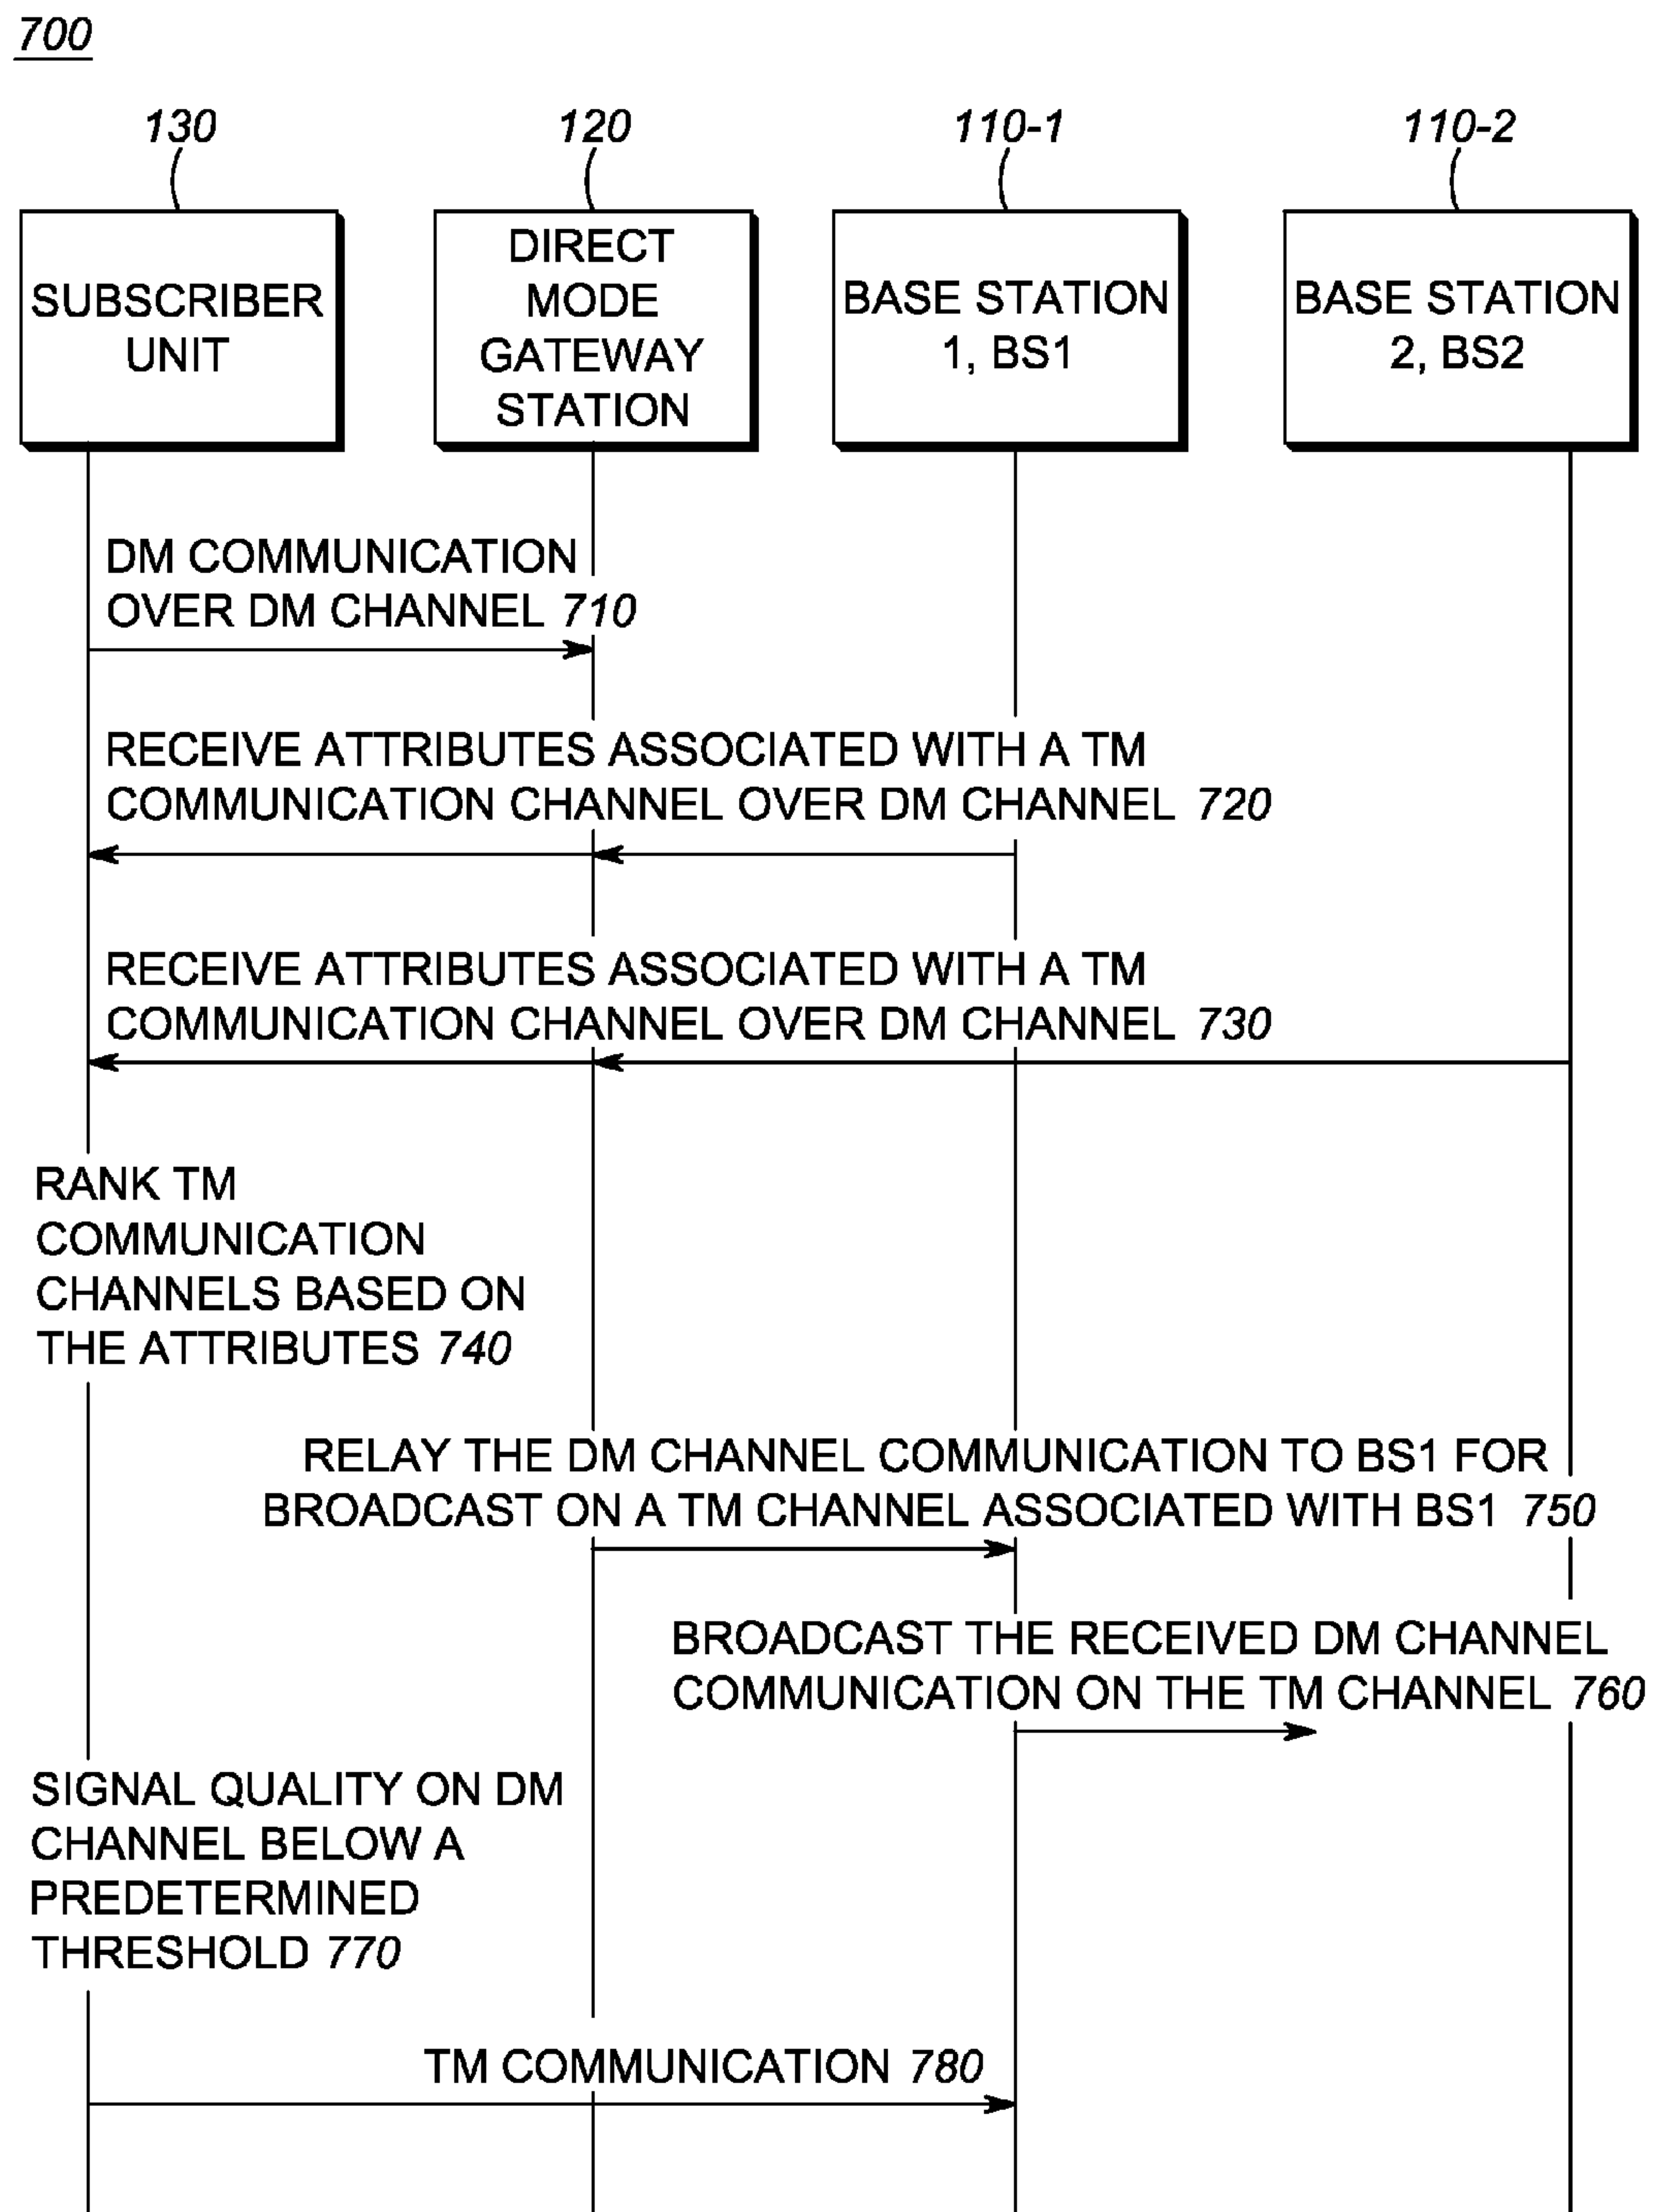 700
130
120
110-1
110-2
SUBSCRIBER
UNIT
DIRECT
MODE
GATEWAY
STATION
BASE STATION
1, BS1
BASE STATION
2, BS2
DM COMMUNICATION
OVER DM CHANNEL 710
RECEIVE ATTRIBUTES ASSOCIATED WITH A TM
COMMUNICATION CHANNEL OVER DM CHANNEL 720
RECEIVE ATTRIBUTES ASSOCIATED WITH A TM
COMMUNICATION CHANNEL OVER DM CHANNEL 730
RANK TM
COMMUNICATION
CHANNELS BASED ON
THE ATTRIBUTES 740
RELAY THE DM CHANNEL COMMUNICATION TO BS1 FOR
BROADCAST ON A TM CHANNEL ASSOCIATED WITH BS1 750
BROADCAST THE RECEIVED DM CHANNEL
COMMUNICATION ON THE TM CHANNEL 760
SIGNAL QUALITY ON DM
CHANNEL BELOW A
PREDETERMINED
THRESHOLD 770
TM COMMUNICATION 780